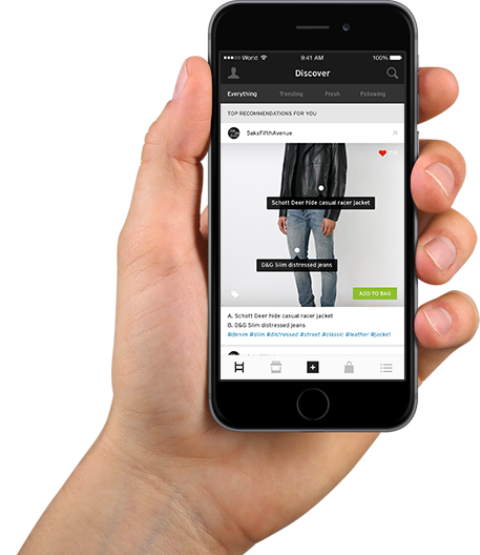 World 9:41 AM 100%
Discover
Everything Trending Fresh Following
TOP RECOMMENDATIONS FOR YOU
SaksFifthAvenue
Schott Deer hide casual racer jacket
D&G Slim distressed jeans
ADD TO BAG
A. Schott Deer hide casual racer jacket
B. D&G Slim distressed jeans
#denim #slim #distressed #street #classic #leather #jacket